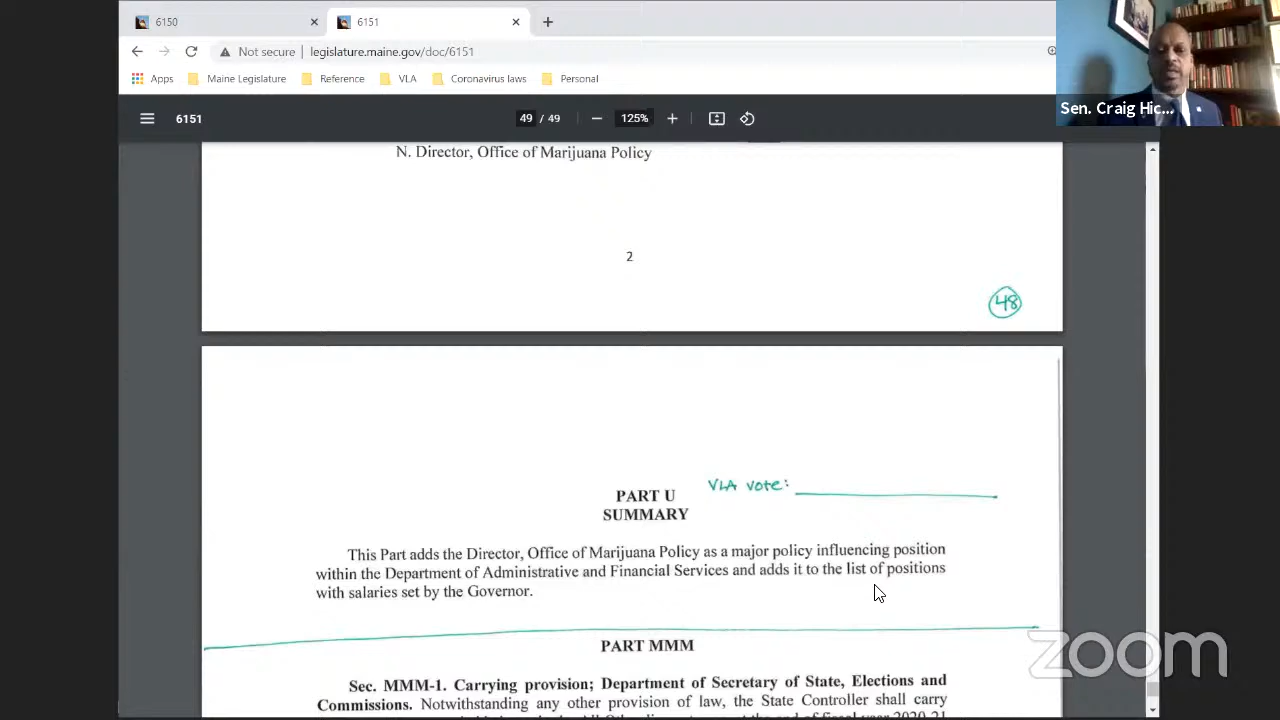 6150
6151
Not secure | legislature.maine.gov/doc/6151
Apps Maine Legislature Reference VLA Coronavirus laws Personal
Sen. Craig Hic...
6151 49 / 49 125%
N. Director, Office of Marijuana Policy
2
48
VLA vote:
PART U
SUMMARY
This Part adds the Director, Office of Marijuana Policy as a major policy influencing position
within the Department of Administrative and Financial Services and adds it to the list of positions
with salaries set by the Governor.
zoom
PART MMM
Sec. MMM-1. Carrying provision; Department of Secretary of State, Elections and
Commissions. Notwithstanding any other provision of law, the State Controller shall carry